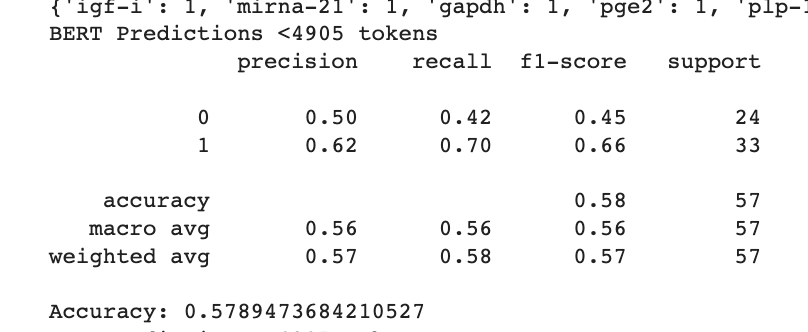 {'igf-i': 1, 'mirna-21': 1, 'gapdh': 1, 'pge2': 1, 'plp-1
BERT Predictions <4905 tokens
precision recall f1-score support
0 0.50 0.42 0.45 24
1 0.62 0.70 0.66 33
accuracy 0.58 57
macro avg 0.56 0.56 0.56 57
weighted avg 0.57 0.58 0.57 57
Accuracy: 0.5789473684210527